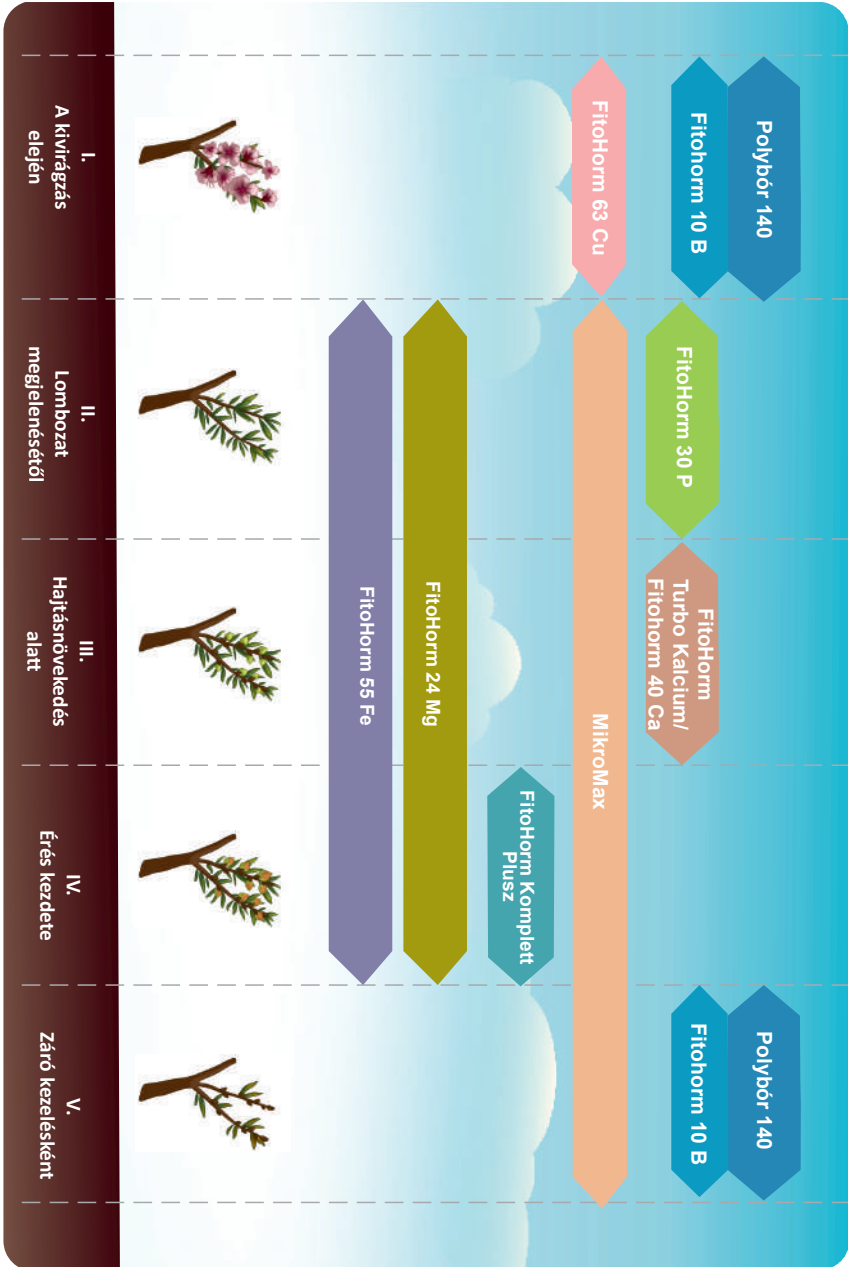 Polybór 140
Polybór 140
Fitohorm 10 B
Fitohorm 10 B
FitoHorm 30 P
FitoHorm
Turbo Kalcium/
Fitohorm 40 Ca
FitoHorm 63 Cu
MikroMax
FitoHorm Komplett
Plusz
FitoHorm 24 Mg
FitoHorm 55 Fe
I.
A kivirágzás
elején
II.
Lombozat
megjelenésétől
III.
Hajtásnövekedés
alatt
IV.
Érés kezdete
V.
Záró kezelésként